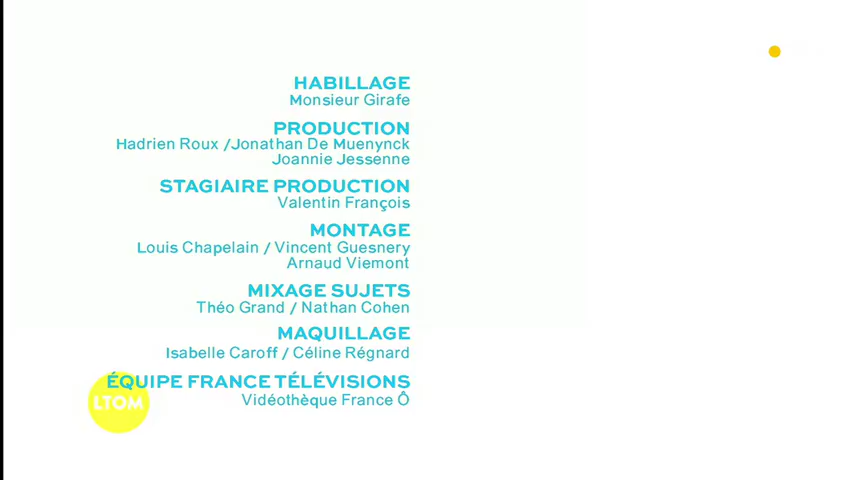 HABILLAGE
Monsieur Girafe
PRODUCTION
Hadrien Roux /Jonathan De Muenynck
Joannie Jessenne
STAGIAIRE PRODUCTION
Valentin François
MONTAGE
Louis Chapelain / Vincent Guesnery
Arnaud Viemont
MIXAGE SUJETS
Théo Grand / Nathan Cohen
MAQUILLAGE
Isabelle Caroff / Céline Régnard
ÉQUIPE FRANCE TÉLÉVISIONS
Vidéothèque France Ô
LTOM